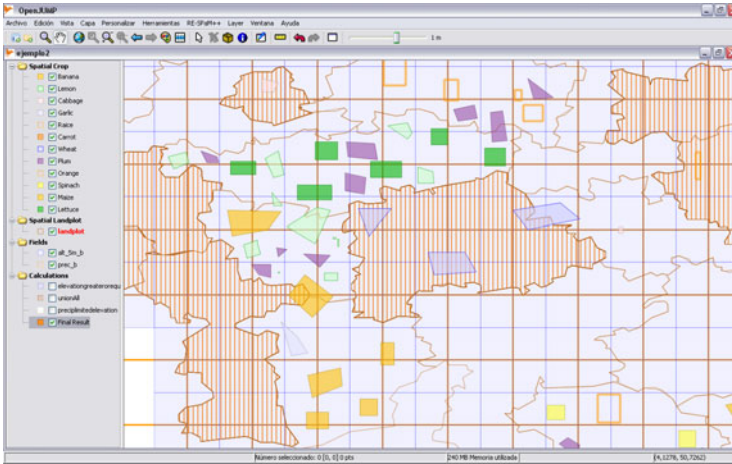 OpenJUMP
Archivo Edición Vista Capa Personalizar Herramientas RE-SPaM++ Layer Ventana Ayuda
1 m
ejemplo2
Spatial Crop
Banana
Lemon
Cabbage
Garlic
Raice
Carrot
Wheat
Plum
Orange
Spinach
Maize
Lettuce
Spatial Landplot
landplot
Fields
alt_5m_b
prec_b
Calculations
elevationgreaterorequ
unionAll
preciplimitedelevation
Final Result
Número seleccionado: 0 [0, 0] 0 pts
240 MB Memoria utilizada
(4,1278, 50,7262)